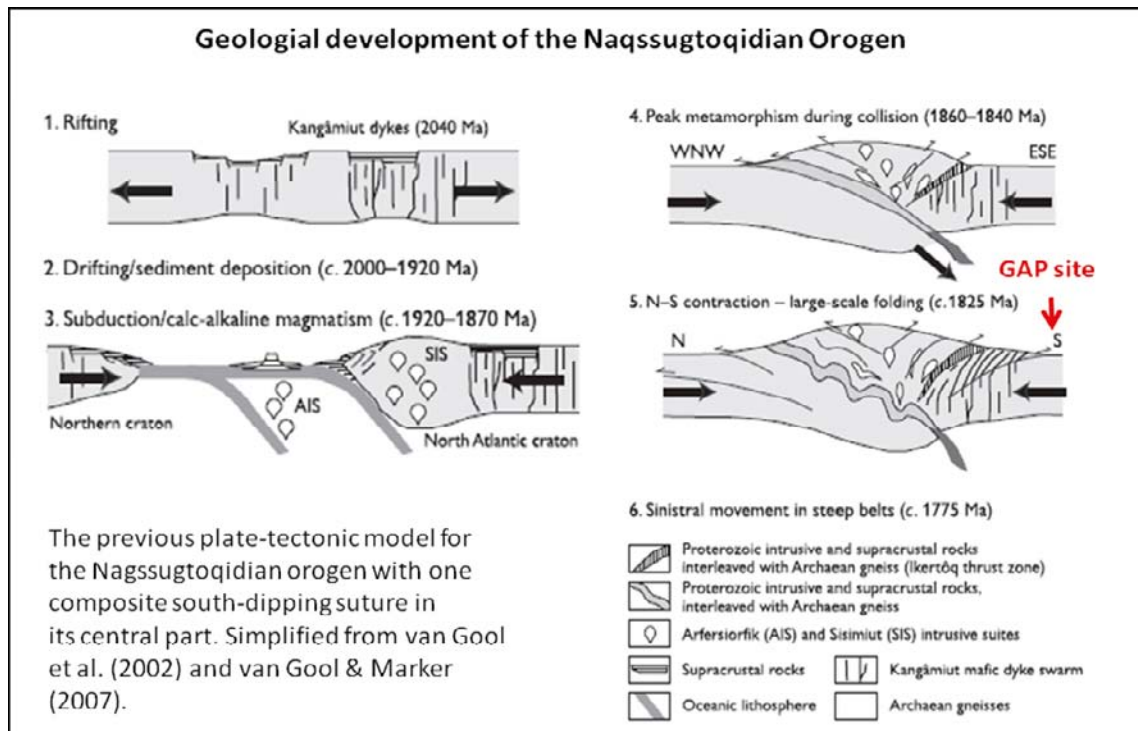 Geologial development of the Naqssugtoqidian Orogen
1. Rifting
Kangâmiut dykes (2040 Ma)
2. Drifting/sediment deposition (c. 2000–1920 Ma)
3. Subduction/calc-alkaline magmatism (c. 1920–1870 Ma)
SIS
AIS
Northern craton
North Atlantic craton
The previous plate-tectonic model for
the Nagssugtoqidian orogen with one
composite south-dipping suture in
its central part. Simplified from van Gool
et al. (2002) and van Gool & Marker
(2007).
4. Peak metamorphism during collision (1860–1840 Ma)
WNW
ESE
GAP site
5. N–S contraction – large-scale folding (c. 1825 Ma)
N
S
6. Sinistral movement in steep belts (c. 1775 Ma)
Proterozoic intrusive and supracrustal rocks
interleaved with Archaean gneiss (Ikertôq thrust zone)
Proterozoic intrusive and supracrustal rocks,
interleaved with Archaean gneiss
Arfersiorfik (AIS) and Sisimiut (SIS) intrusive suites
Supracrustal rocks
Kangâmiut mafic dyke swarm
Oceanic lithosphere
Archaean gneisses